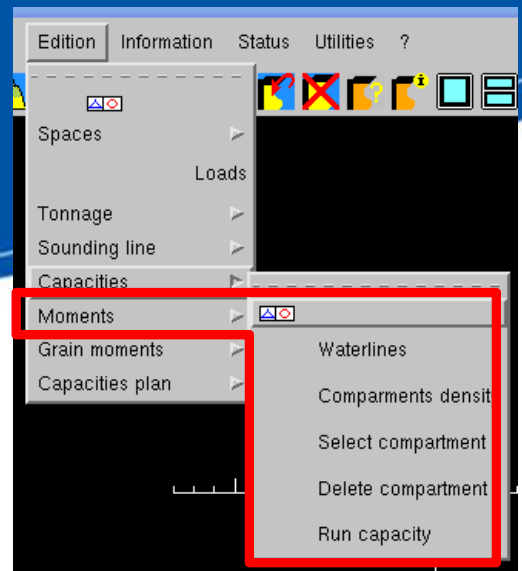 Edition Information Status Utilities ?
Spaces
Loads
Tonnage
Sounding line
Capacities
Moments
Grain moments
Capacities plan
Waterlines
Comparments densit
Select compartment
Delete compartment
Run capacity